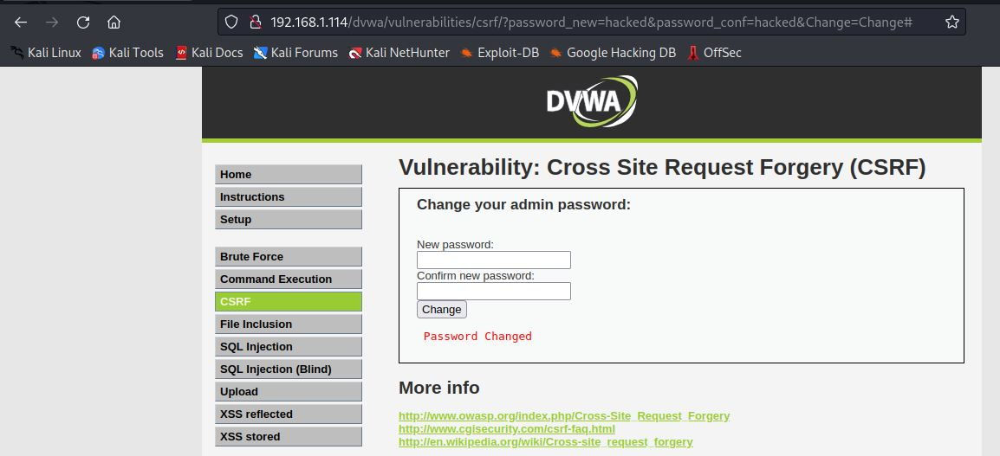 192.168.1.114/dvwa/vulnerabilities/csrf/?password_new=hacked&password_conf=hacked&Change=Change#
Kali Linux Kali Tools Kali Docs Kali Forums Kali NetHunter Exploit-DB Google Hacking DB OffSec
DVWA
Home
Instructions
Setup
Brute Force
Command Execution
CSRF
File Inclusion
SQL Injection
SQL Injection (Blind)
Upload
XSS reflected
XSS stored
Vulnerability: Cross Site Request Forgery (CSRF)
Change your admin password:
New password:
Confirm new password:
Change
Password Changed
More info
http://www.owasp.org/index.php/Cross-Site_Request_Forgery
http://www.cgisecurity.com/csrf-faq.html
http://en.wikipedia.org/wiki/Cross-site_request_forgery